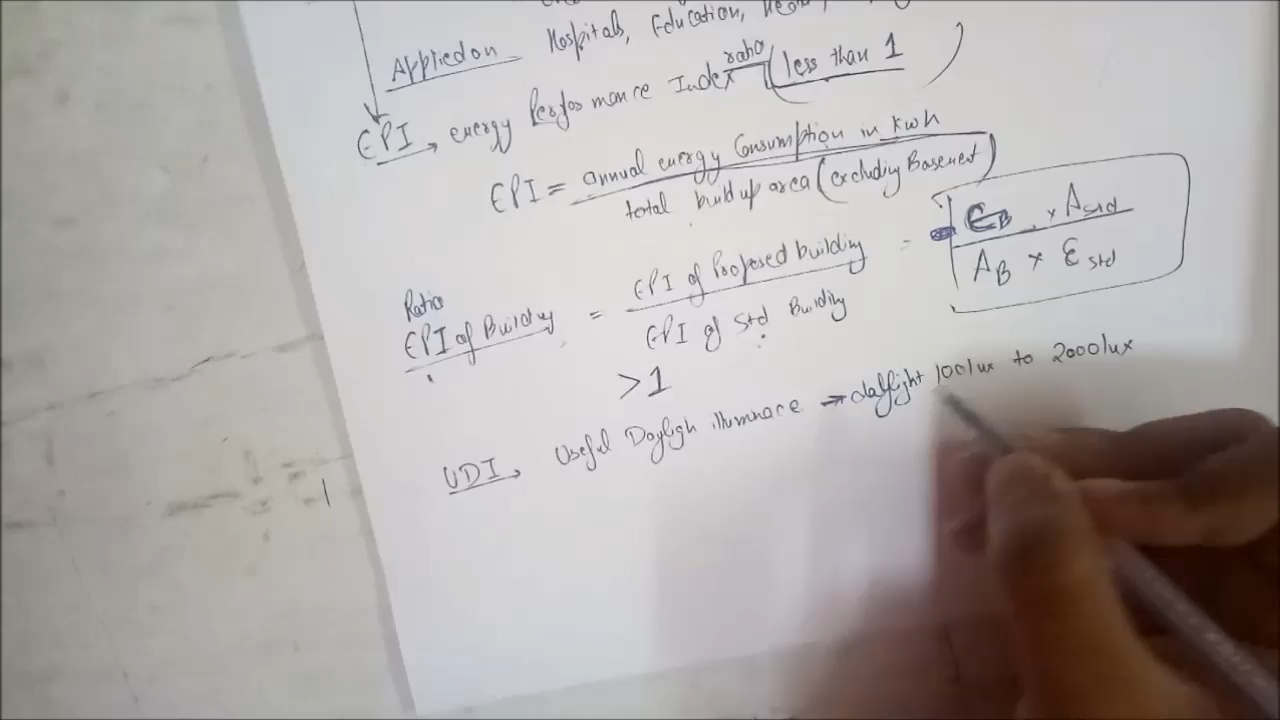 Applied on Hospitals, Education,
EPI → energy Performance Index ratio (less than 1)
EPI = annual energy Consumption in kwh
total build up area (excluding Basement)
Ratio
EPI of Building = EPI of Proposed building = EB × Astd
EPI of Std Building AB × Estd
>1
UDI → Useful Dayligh illumnace → daylight 100lux to 2000lux